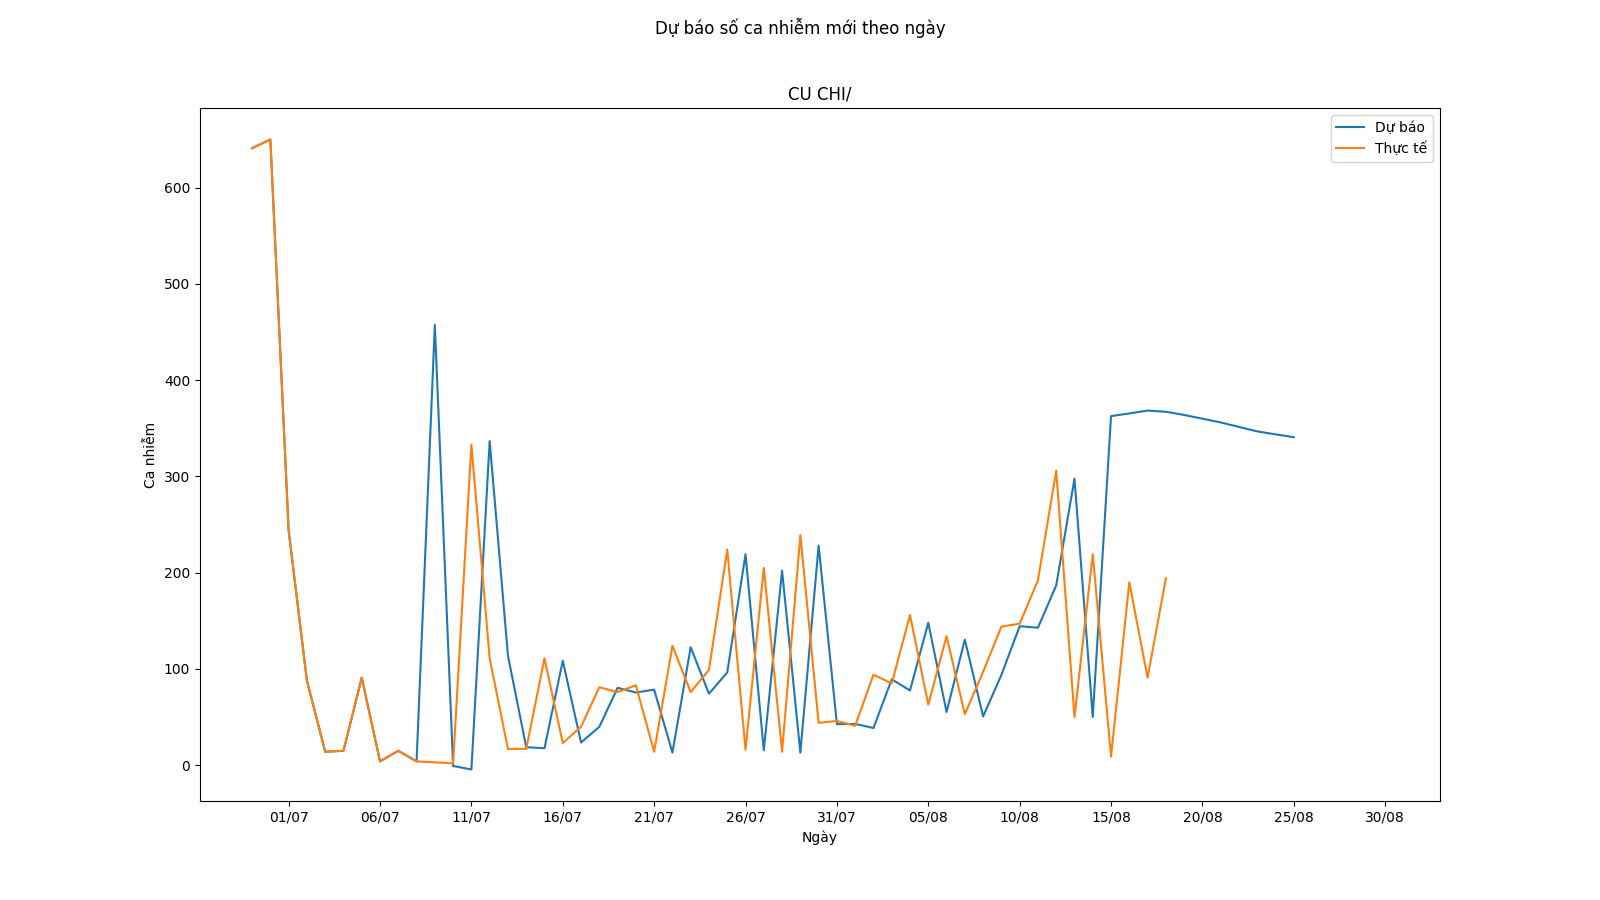 Dự báo số ca nhiễm mới theo ngày
CU CHI/
Dự báo
Thực tế
600
500
400
300
200
100
0
Ca nhiễm
01/07 06/07 11/07 16/07 21/07 26/07 31/07 05/08 10/08 15/08 20/08 25/08 30/08
Ngày